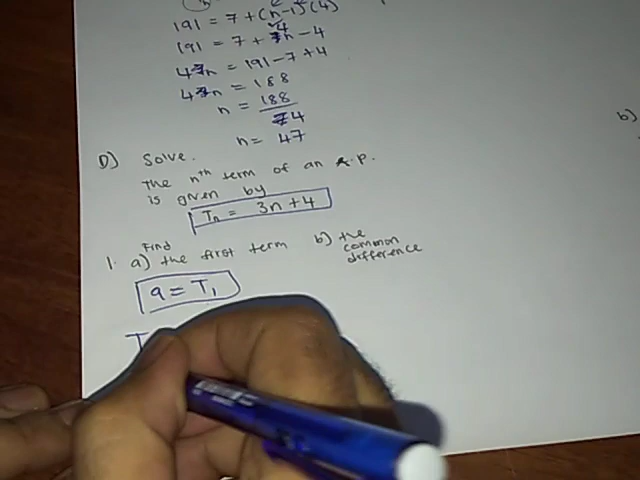 191 = 7 + (n-1)(4)
191 = 7 + 4n - 4
4n = 191 - 7 + 4
4n = 188
n = 188
4
n = 47
b)
D) Solve.
The nth term of an A.P.
is given by
Tn = 3n + 4
Find
1. a) the first term b) the common difference
a = T1
T